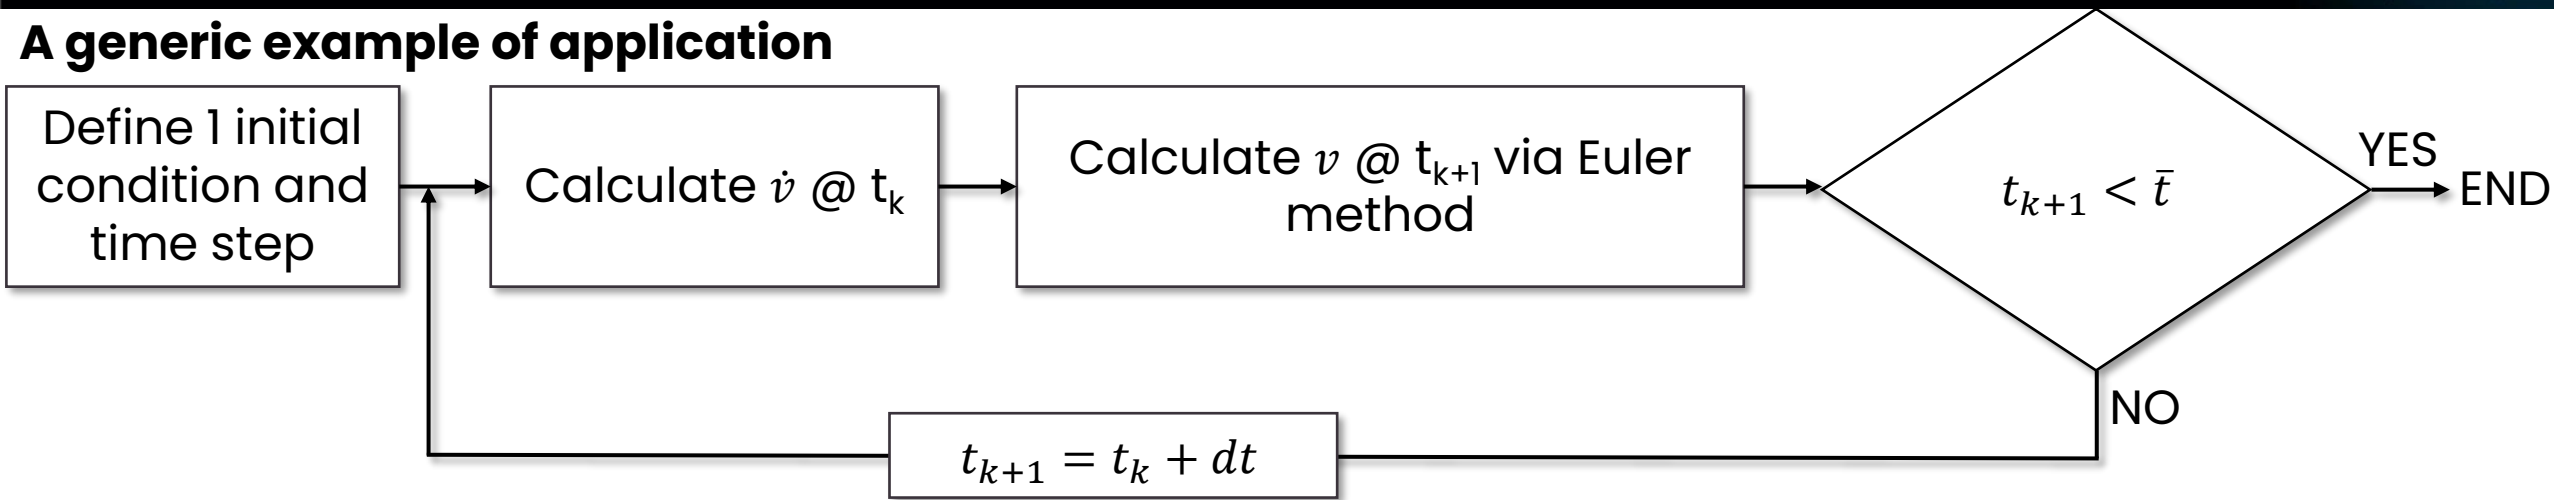 A generic example of application
Define 1 initial
condition and
time step
Calculate v̇ @ tₖ
Calculate v @ tₖ₊₁ via Euler
method
tₖ₊₁ < t̄
YES
END
NO
tₖ₊₁ = tₖ + dt